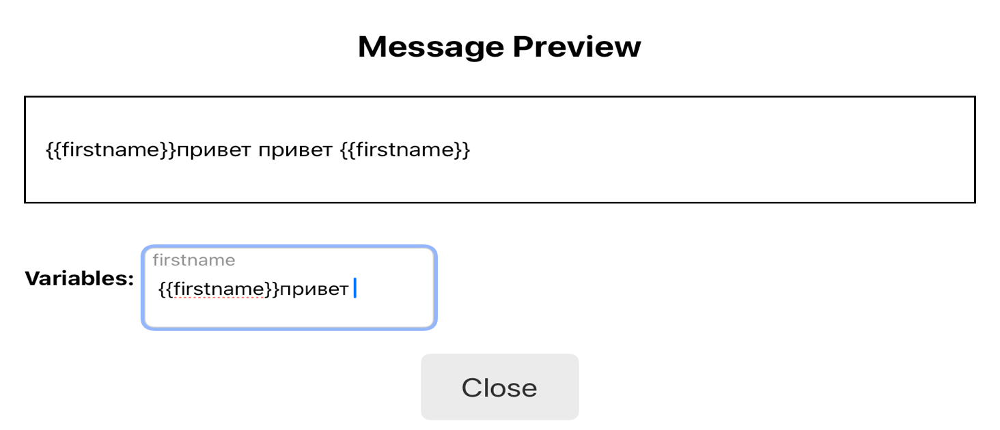 Message Preview
{{firstname}}привет привет {{firstname}}
firstname
Variables:
{{firstname}}привет
Close